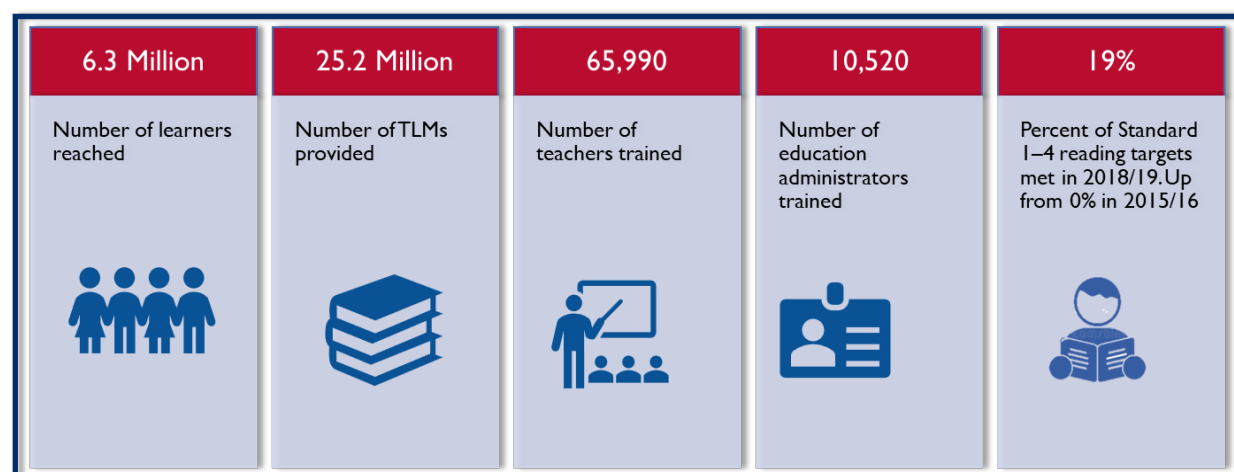 6.3 Million
Number of learners
reached
25.2 Million
Number of TLMs
provided
65,990
Number of
teachers trained
10,520
Number of
education
administrators
trained
19%
Percent of Standard
1–4 reading targets
met in 2018/19. Up
from 0% in 2015/16